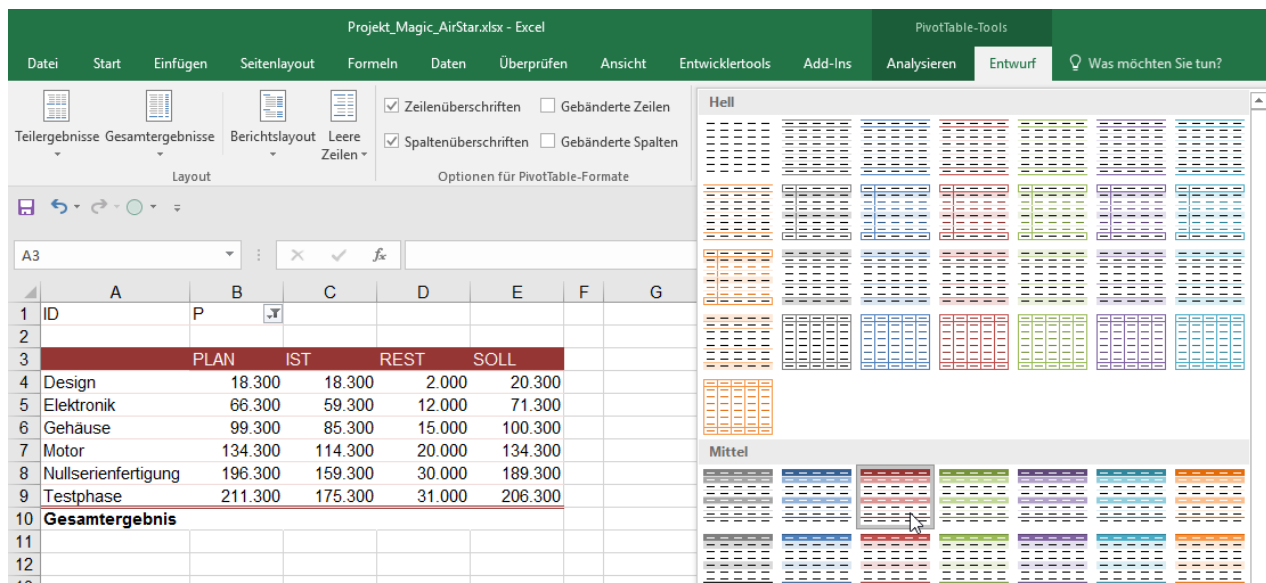 Projekt_Magic_AirStar.xlsx - Excel PivotTable-Tools
Datei Start Einfügen Seitenlayout Formeln Daten Überprüfen Ansicht Entwicklertools Add-Ins Analysieren Entwurf Was möchten Sie tun?
Teilergebnisse Gesamtergebnisse Berichtslayout Leere Zeilen
Layout
Zeilenüberschriften Gebänderte Zeilen
Spaltenüberschriften Gebänderte Spalten
Optionen für PivotTable-Formate
Hell
Mittel
A3 fx
A B C D E F G
1 ID P
2
3 PLAN IST REST SOLL
4 Design 18.300 18.300 2.000 20.300
5 Elektronik 66.300 59.300 12.000 71.300
6 Gehäuse 99.300 85.300 15.000 100.300
7 Motor 134.300 114.300 20.000 134.300
8 Nullserienfertigung 196.300 159.300 30.000 189.300
9 Testphase 211.300 175.300 31.000 206.300
10 Gesamtergebnis
11
12